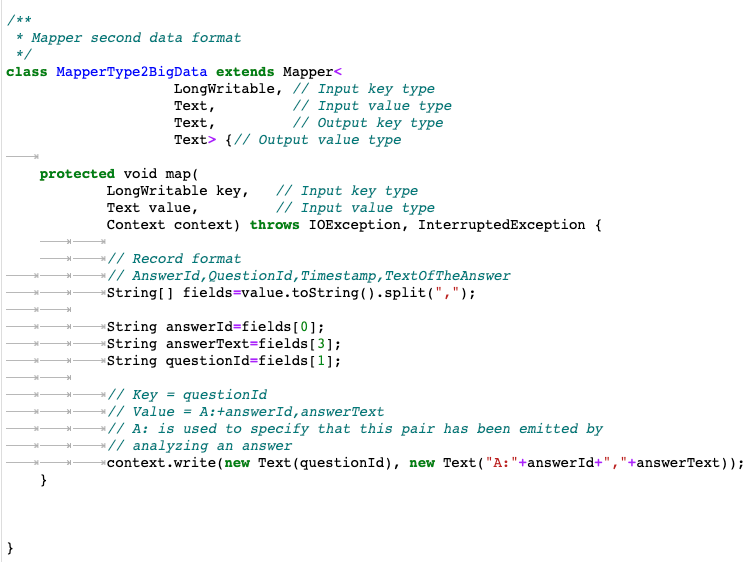 /**
 * Mapper second data format
 */
class MapperType2BigData extends Mapper<
                    LongWritable, // Input key type
                    Text,         // Input value type
                    Text,         // Output key type
                    Text> {// Output value type

    protected void map(
            LongWritable key,   // Input key type
            Text value,         // Input value type
            Context context) throws IOException, InterruptedException {

            // Record format
            // AnswerId,QuestionId,Timestamp,TextOfTheAnswer
            String[] fields=value.toString().split(",");

            String answerId=fields[0];
            String answerText=fields[3];
            String questionId=fields[1];

            // Key = questionId
            // Value = A:+answerId,answerText
            // A: is used to specify that this pair has been emitted by
            // analyzing an answer
            context.write(new Text(questionId), new Text("A:"+answerId+","+answerText));
    }

}